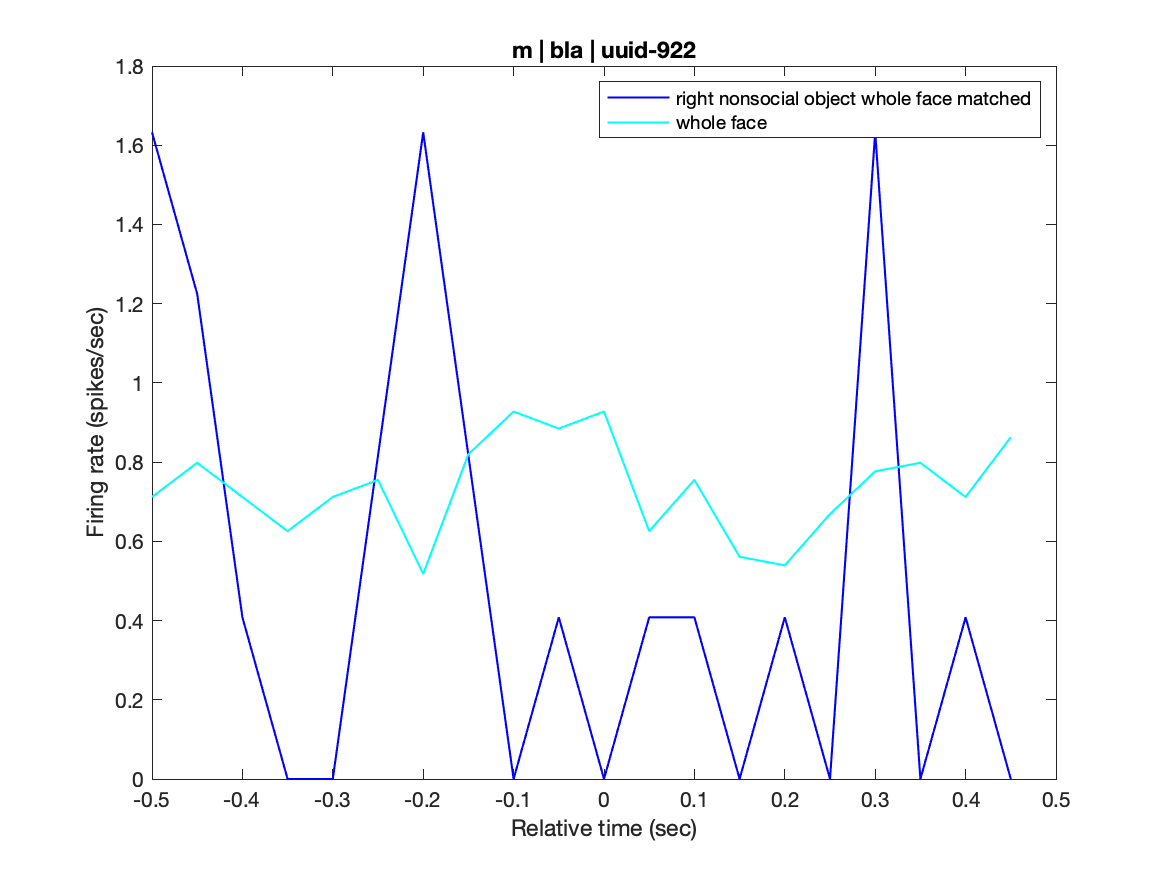 m | bla | uuid-922
right nonsocial object whole face matched
whole face
Firing rate (spikes/sec)
1.8
1.6
1.4
1.2
1
0.8
0.6
0.4
0.2
0
-0.5 -0.4 -0.3 -0.2 -0.1 0 0.1 0.2 0.3 0.4 0.5
Relative time (sec)